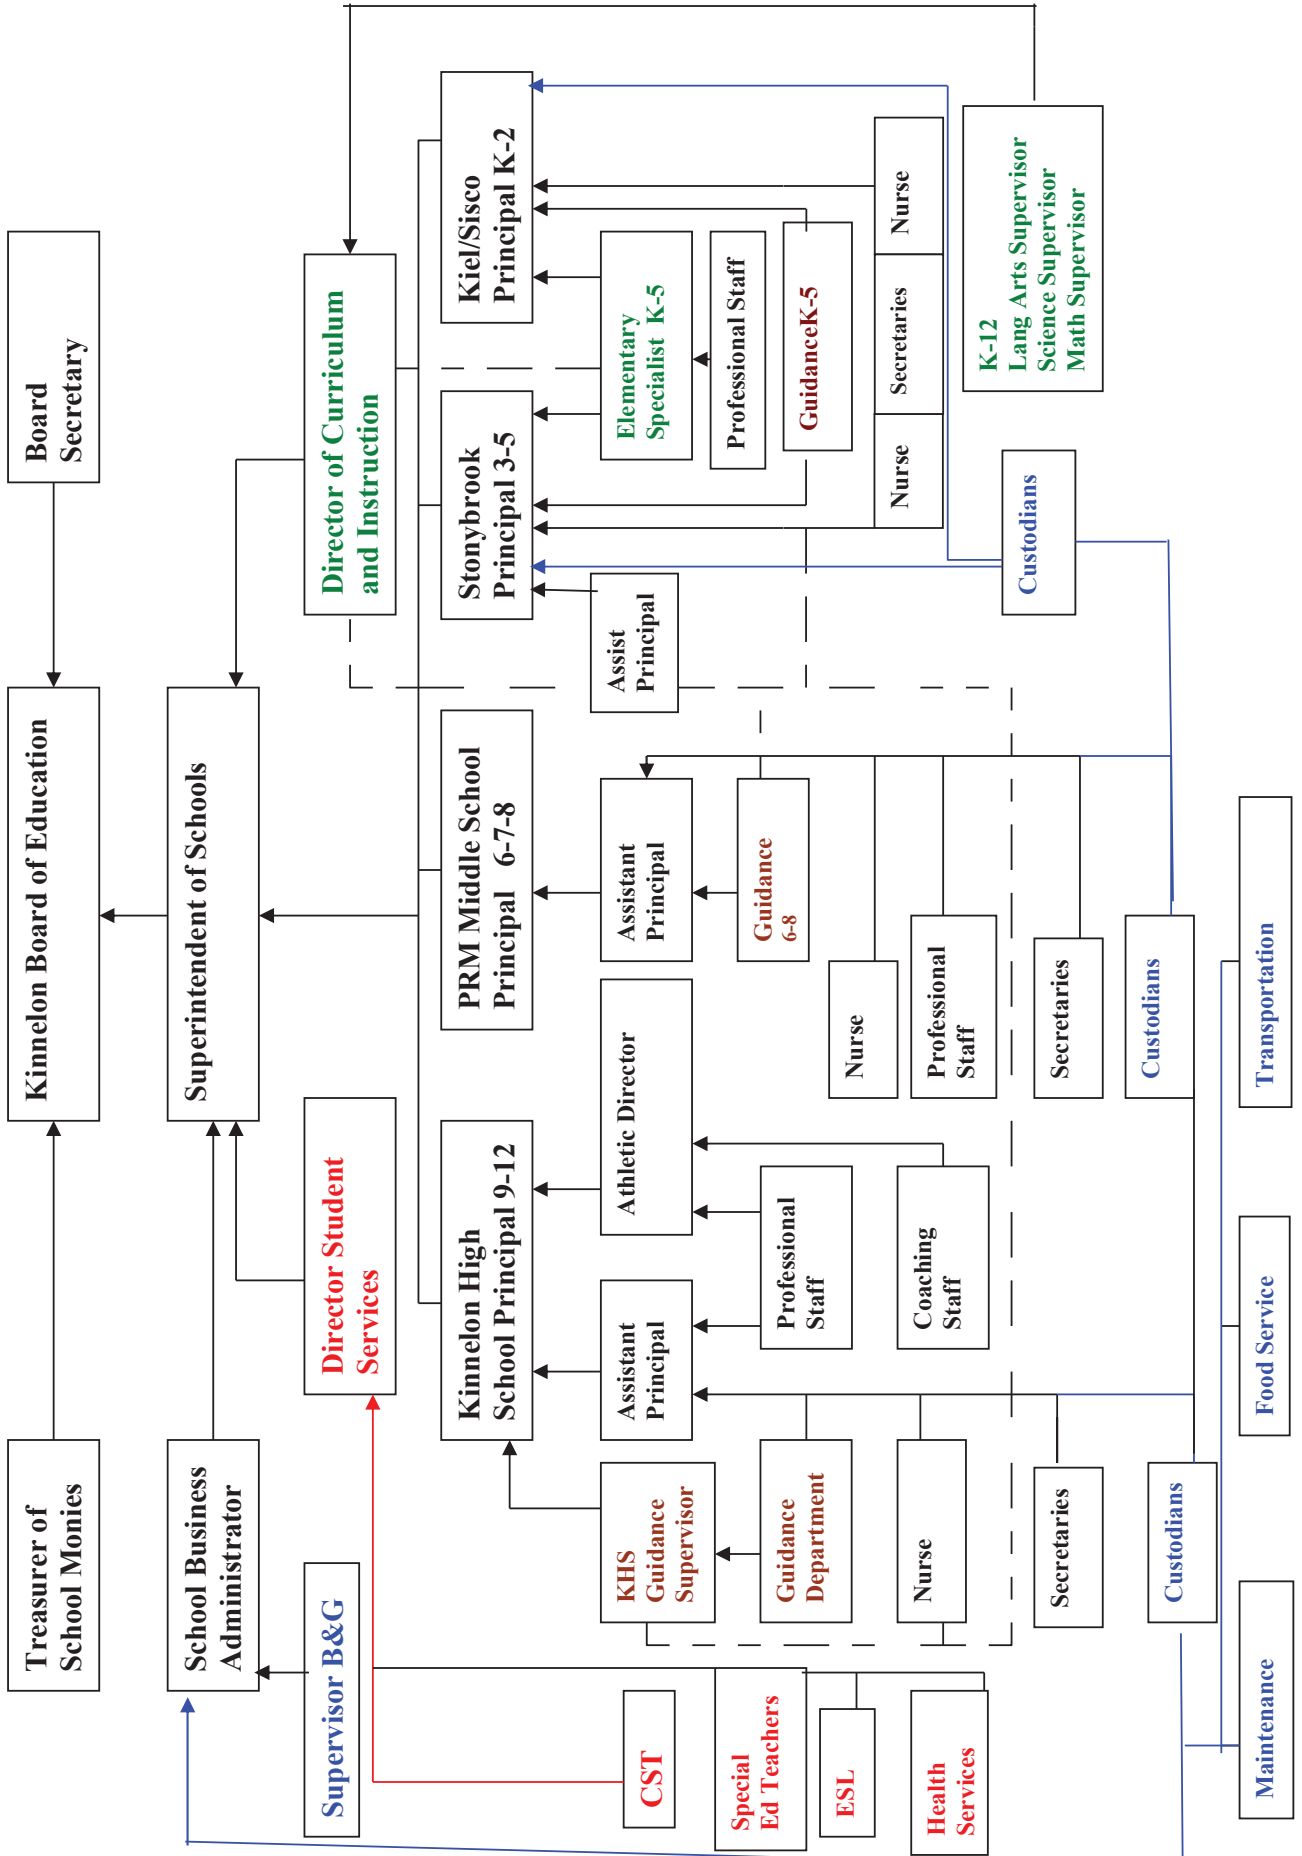 Treasurer of
School Monies
Kinnelon Board of Education
Board
Secretary
School Business
Administrator
Superintendent of Schools
Supervisor B&G
Director Student
Services
Director of Curriculum
and Instruction
Kinnelon High
School Principal 9-12
PRM Middle School
Principal 6-7-8
Stonybrook
Principal 3-5
Kiel/Sisco
Principal K-2
CST
KHS
Guidance
Supervisor
Assistant
Principal
Athletic Director
Assistant
Principal
Assist
Principal
Elementary
Specialist K-5
Special
Ed Teachers
Guidance
Department
Professional
Staff
Guidance
6-8
Professional Staff
GuidanceK-5
ESL
Nurse
Nurse
Secretaries
Nurse
Health
Services
Nurse
Coaching
Staff
Professional
Staff
Secretaries
Secretaries
Custodians
K-12
Lang Arts Supervisor
Science Supervisor
Math Supervisor
Custodians
Custodians
Maintenance
Food Service
Transportation